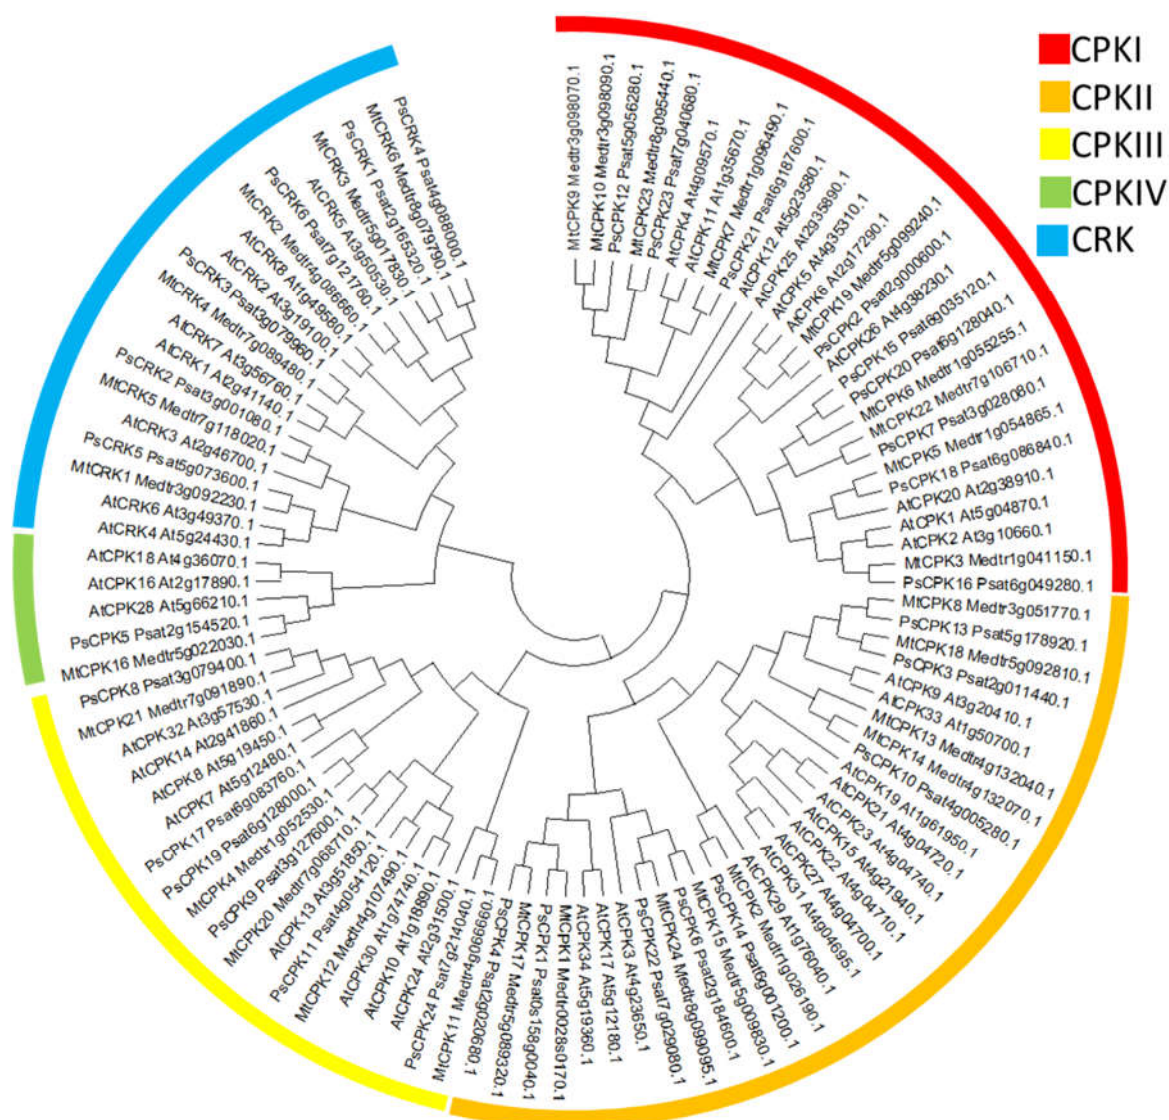 CPKI
CPKII
CPKIII
CPKIV
CRK
MtCPK9 Medtr3g098070.1
MtCPK10 Medtr3g098090.1
PsCPK12 Psat5g056280.1
MtCPK23 Medtr8g095440.1
PsCPK23 Psat7g040680.1
AtCPK4 At4g09570.1
AtCPK11 At1g35670.1
MtCPK7 Medtr1g096490.1
PsCPK21 Psat6g187600.1
AtCPK12 At5g23580.1
AtCPK25 At2g35890.1
AtCPK5 At4g35310.1
AtCPK6 At2g17290.1
MtCPK19 Medtr5g099240.1
PsCPK2 Psat2g000600.1
AtCPK26 At4g38230.1
PsCPK15 Psat6g035120.1
PsCPK20 Psat6g128040.1
MtCPK6 Medtr1g055255.1
MtCPK22 Medtr7g106710.1
PsCPK7 Psat3g028080.1
MtCPK5 Medtr1g054865.1
PsCPK18 Psat6g086840.1
AtCPK20 At2g38910.1
AtCPK1 At5g04870.1
AtCPK2 At3g10660.1
MtCPK3 Medtr1g041150.1
PsCPK16 Psat6g049280.1
MtCPK8 Medtr3g051770.1
PsCPK13 Psat5g178920.1
MtCPK18 Medtr5g092810.1
PsCPK3 Psat2g011440.1
AtCPK9 At3g20410.1
AtCPK33 At1g50700.1
MtCPK13 Medtr4g132040.1
MtCPK14 Medtr4g132070.1
PsCPK10 Psat4g005280.1
AtCPK19 At1g61950.1
AtCPK21 At4g04720.1
AtCPK23 At4g04740.1
AtCPK15 At4g21940.1
AtCPK22 At4g04710.1
AtCPK27 At4g04700.1
AtCPK31 At4g04695.1
AtCPK29 At1g76040.1
MtCPK2 Medtr1g026190.1
PsCPK14 Psat6g001200.1
MtCPK15 Medtr5g009830.1
PsCPK6 Psat2g184600.1
MtCPK24 Medtr8g099095.1
PsCPK22 Psat7g029080.1
AtCPK3 At4g23650.1
AtCPK17 At5g12180.1
AtCPK34 At5g19360.1
MtCPK1 Medtr0028s0170.1
PsCPK1 Psat0s158g0040.1
MtCPK17 Medtr5g089320.1
PsCPK4 Psat2g020680.1
MtCPK11 Medtr4g066660.1
PsCPK24 Psat7g214040.1
AtCPK24 At2g31500.1
AtCPK10 At1g18890.1
AtCPK30 At1g74740.1
MtCPK12 Medtr4g107490.1
PsCPK11 Psat4g054120.1
AtCPK13 At3g51850.1
MtCPK20 Medtr7g068710.1
PsCPK9 Psat3g127600.1
MtCPK4 Medtr1g052530.1
PsCPK19 Psat6g128000.1
PsCPK17 Psat6g083760.1
AtCPK7 At5g12480.1
AtCPK8 At5g19450.1
AtCPK14 At2g41860.1
AtCPK32 At3g57530.1
MtCPK21 Medtr7g091890.1
PsCPK8 Psat3g079400.1
MtCPK16 Medtr5g022030.1
PsCPK5 Psat2g154520.1
AtCPK28 At5g66210.1
AtCPK16 At2g17890.1
AtCPK18 At4g36070.1
AtCRK4 At5g24430.1
AtCRK6 At3g49370.1
MtCRK1 Medtr3g092230.1
PsCRK5 Psat5g073600.1
AtCRK3 At2g46700.1
MtCRK5 Medtr7g118020.1
PsCRK2 Psat3g001080.1
AtCRK1 At2g41140.1
AtCRK7 At3g56760.1
MtCRK4 Medtr7g089480.1
PsCRK3 Psat3g079960.1
AtCRK2 At3g19100.1
AtCRK8 At1g49580.1
MtCRK2 Medtr4g086660.1
PsCRK6 Psat7g121760.1
AtCRK5 At3g50530.1
MtCRK3 Medtr5g017830.1
PsCRK1 Psat2g165320.1
MtCRK6 Medtr8g079790.1
PsCRK4 Psat4g088000.1